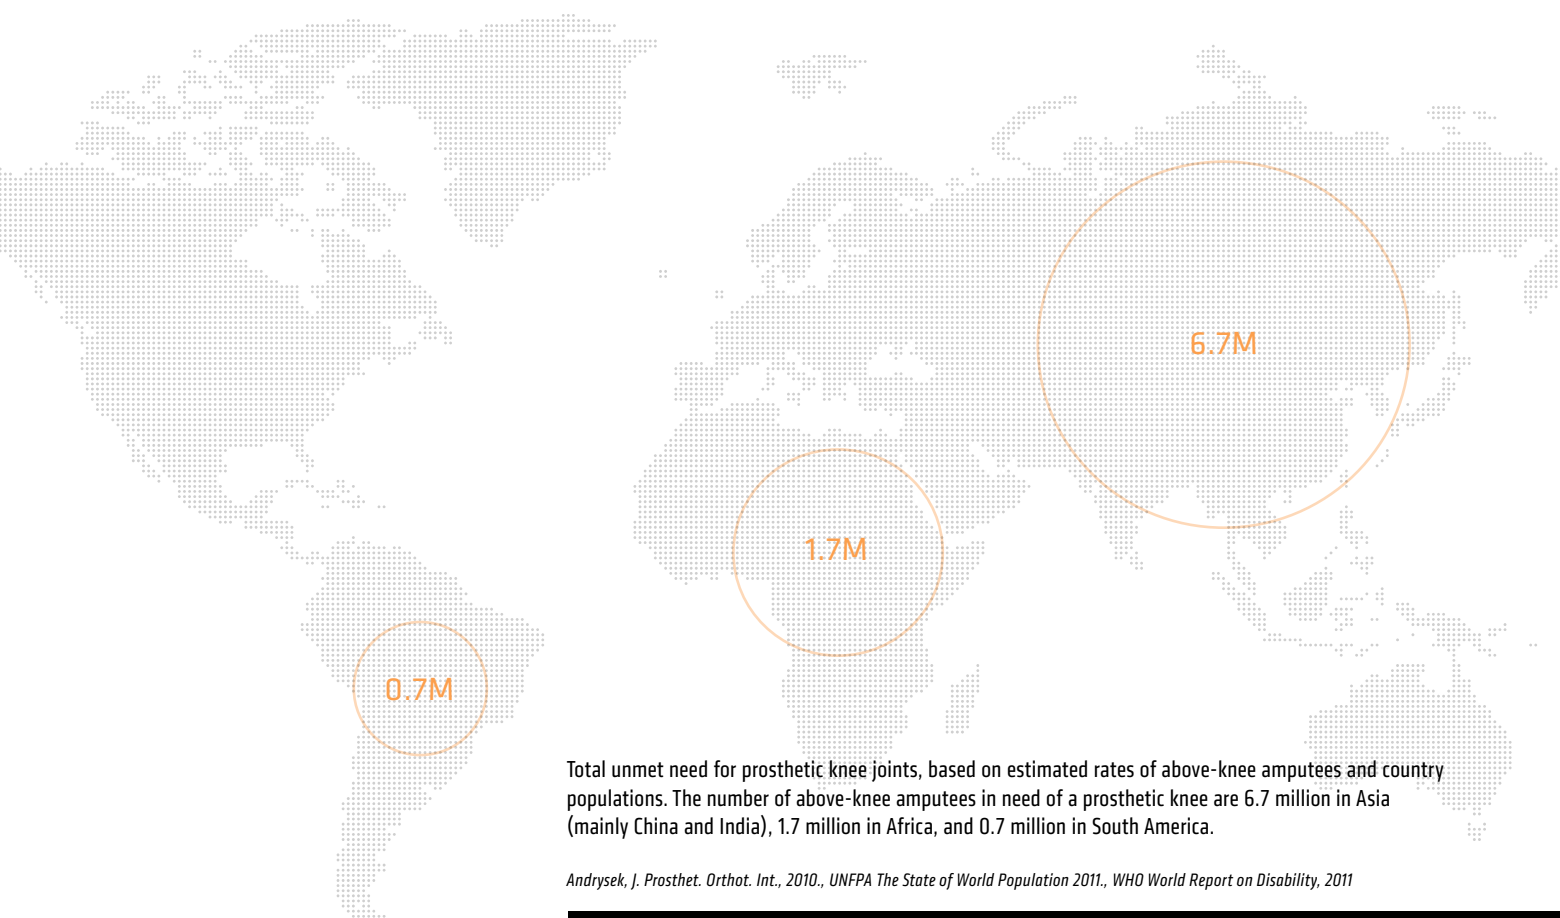 6.7M
1.7M
0.7M
Total unmet need for prosthetic knee joints, based on estimated rates of above-knee amputees and country
populations. The number of above-knee amputees in need of a prosthetic knee are 6.7 million in Asia
(mainly China and India), 1.7 million in Africa, and 0.7 million in South America.
Andrysek, J. Prosthet. Orthot. Int., 2010., UNFPA The State of World Population 2011., WHO World Report on Disability, 2011